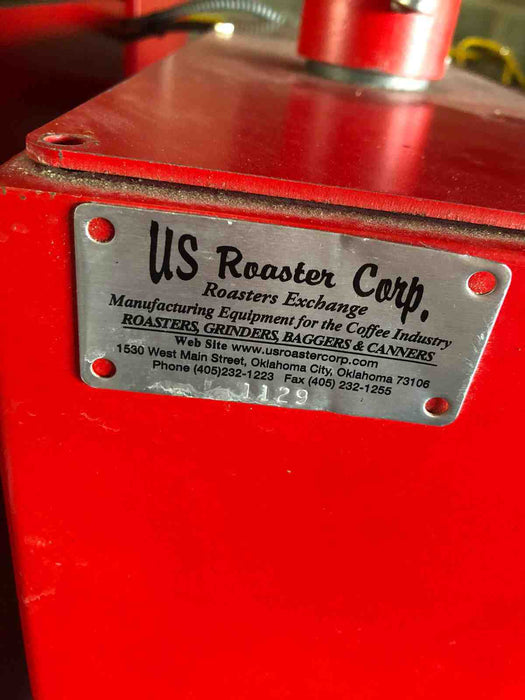 US Roaster Corp.
Roasters Exchange
Manufacturing Equipment for the Coffee Industry
ROASTERS, GRINDERS, BAGGERS & CANNERS
Web Site www.usroastercorp.com
1530 West Main Street, Oklahoma City, Oklahoma 73106
Phone (405)232-1223 Fax (405) 232-1255
1129